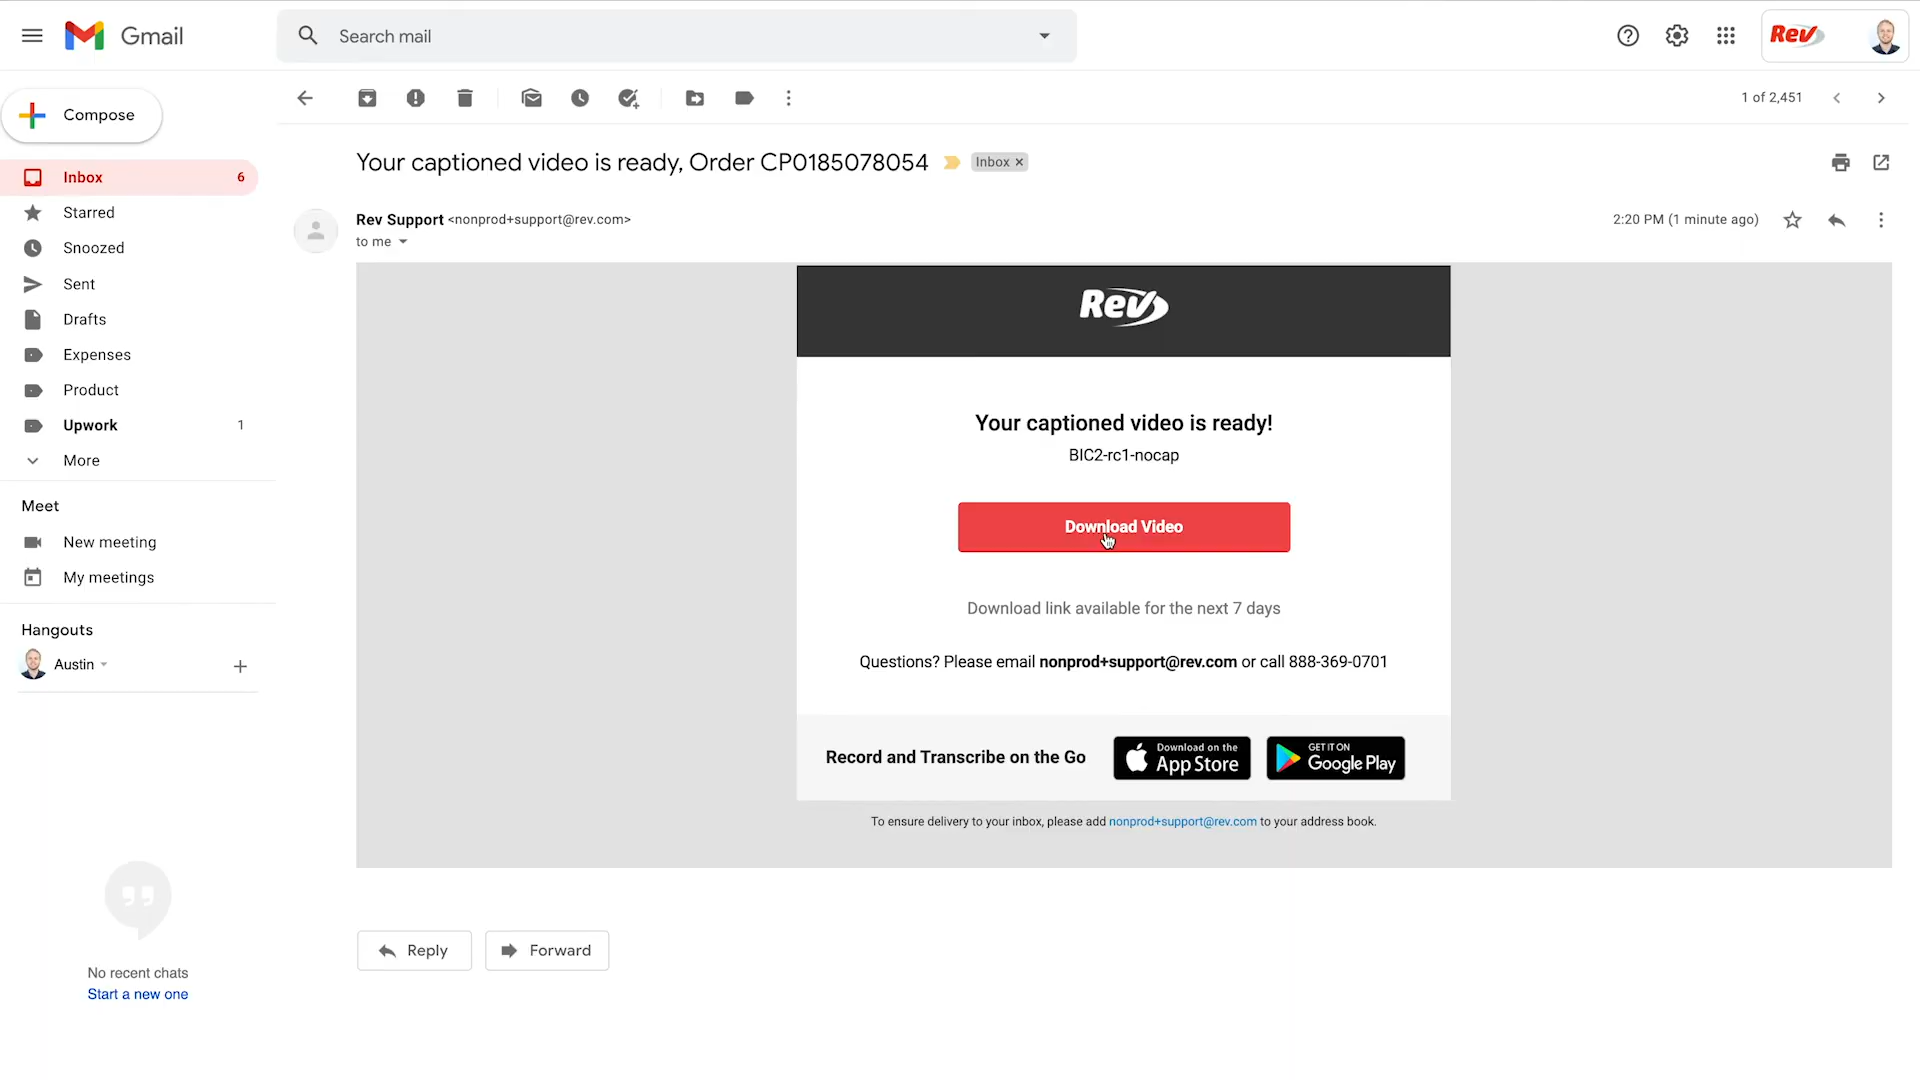 Gmail
Search mail
Rev
Compose
1 of 2,451
Inbox 6
Starred
Snoozed
Sent
Drafts
Expenses
Product
Upwork 1
More
Meet
New meeting
My meetings
Hangouts
Austin
No recent chats
Start a new one
Your captioned video is ready, Order CP0185078054 Inbox ×
Rev Support <nonprod+support@rev.com> 2:20 PM (1 minute ago)
to me
Rev
Your captioned video is ready!
BIC2-rc1-nocap
Download Video
Download link available for the next 7 days
Questions? Please email nonprod+support@rev.com or call 888-369-0701
Record and Transcribe on the Go
Download on the
App Store
GET IT ON
Google Play
To ensure delivery to your inbox, please add nonprod+support@rev.com to your address book.
Reply
Forward